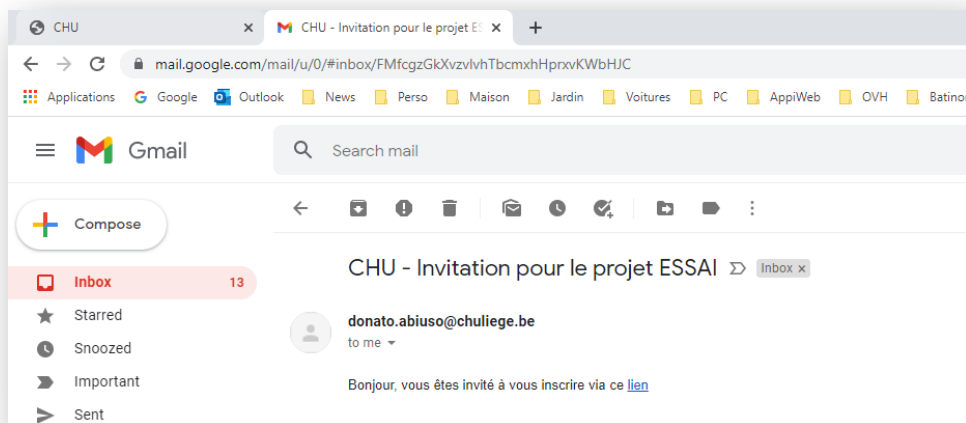 CHU
CHU - Invitation pour le projet ES
mail.google.com/mail/u/0/#inbox/FMfcgzGkXvzvlvhTbcmxhHprxvKWbHJC
Applications Google Outlook News Perso Maison Jardin Voitures PC AppiWeb OVH Batino
Gmail
Search mail
Compose
CHU - Invitation pour le projet ESSAI Inbox x
Inbox 13
donato.abiuso@chuliege.be
Starred
to me
Snoozed
Important
Bonjour, vous êtes invité à vous inscrire via ce lien
Sent